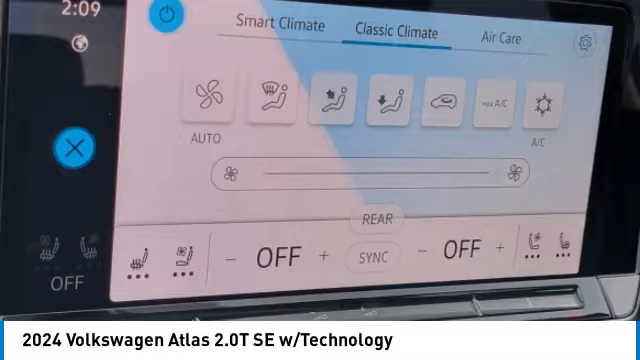 2:09
Smart Climate
Classic Climate
Air Care
AUTO
MAX A/C
A/C
REAR
OFF
− OFF +
SYNC
− OFF +
2024 Volkswagen Atlas 2.0T SE w/Technology